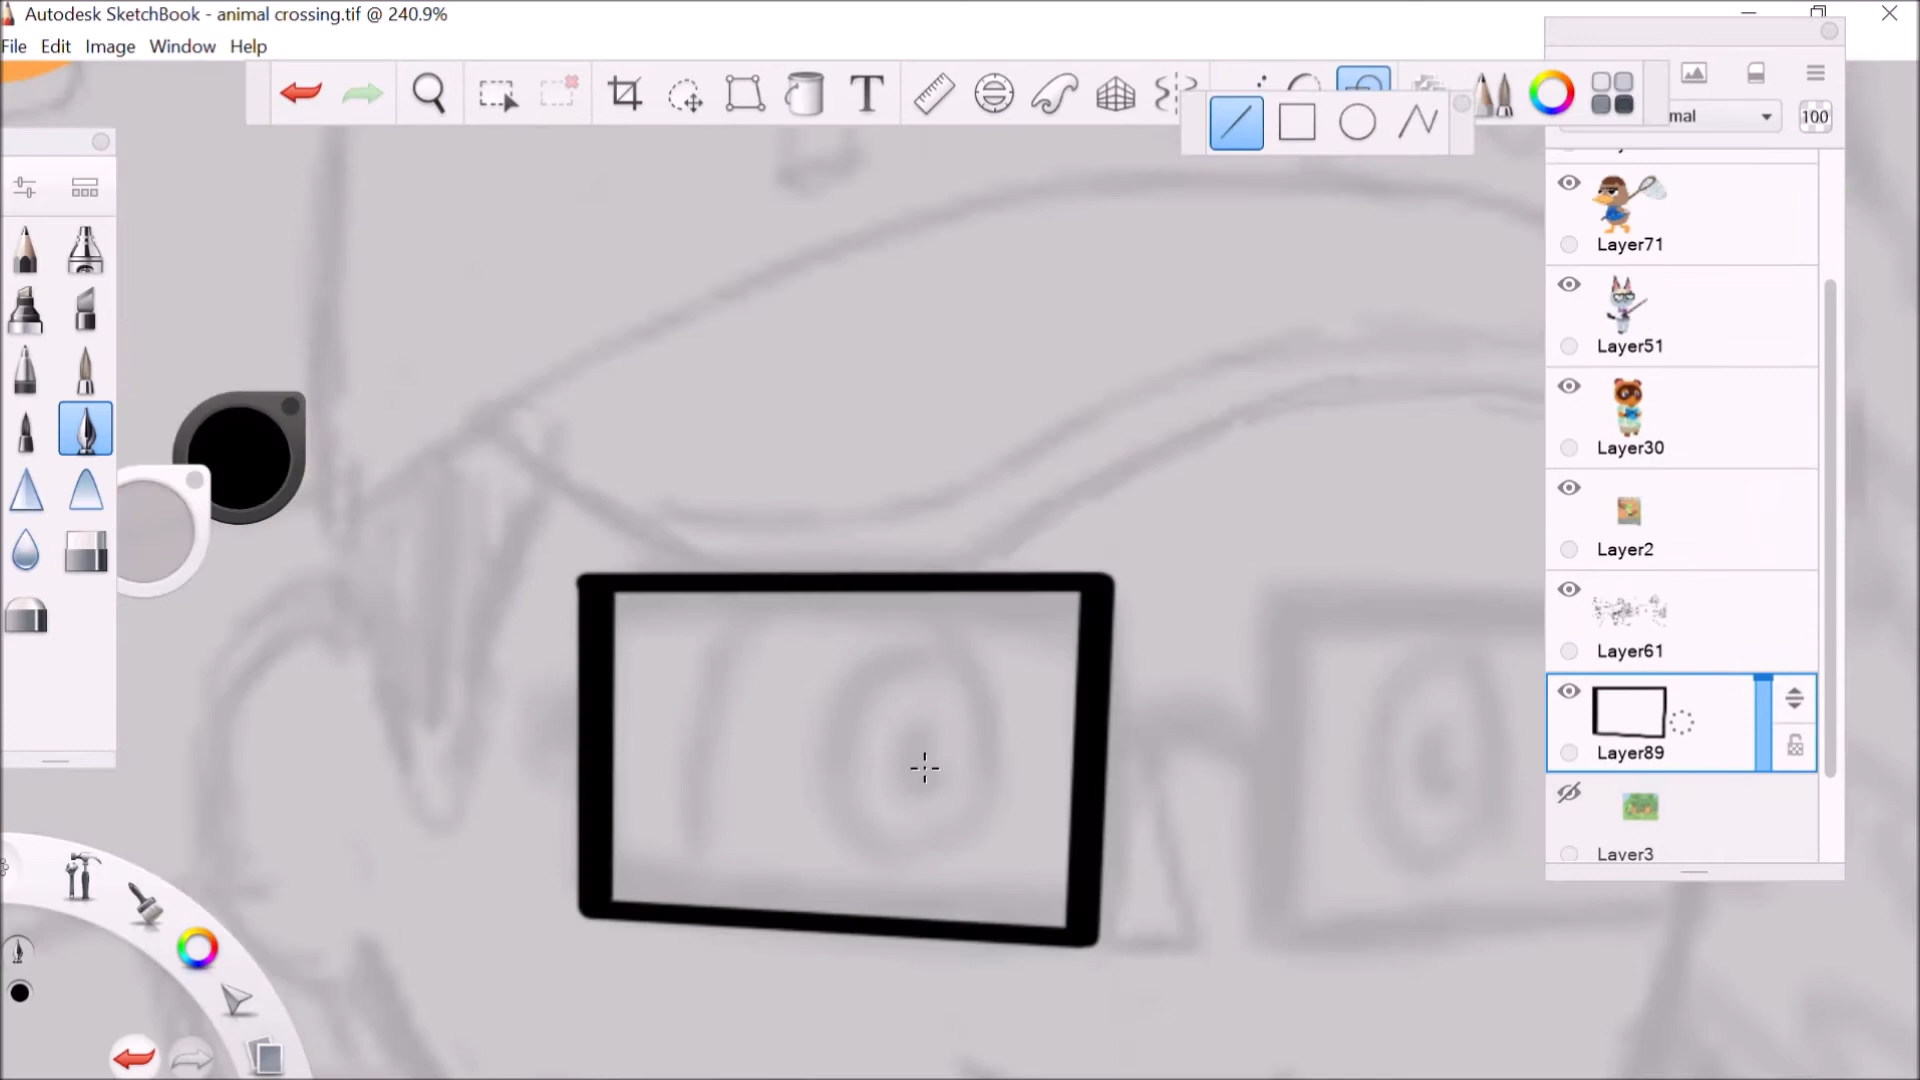 Autodesk SketchBook - animal crossing.tif @ 240.9%
File Edit Image Window Help
T
mal
100
Layer71
Layer51
Layer30
Layer2
Layer61
Layer89
Layer3